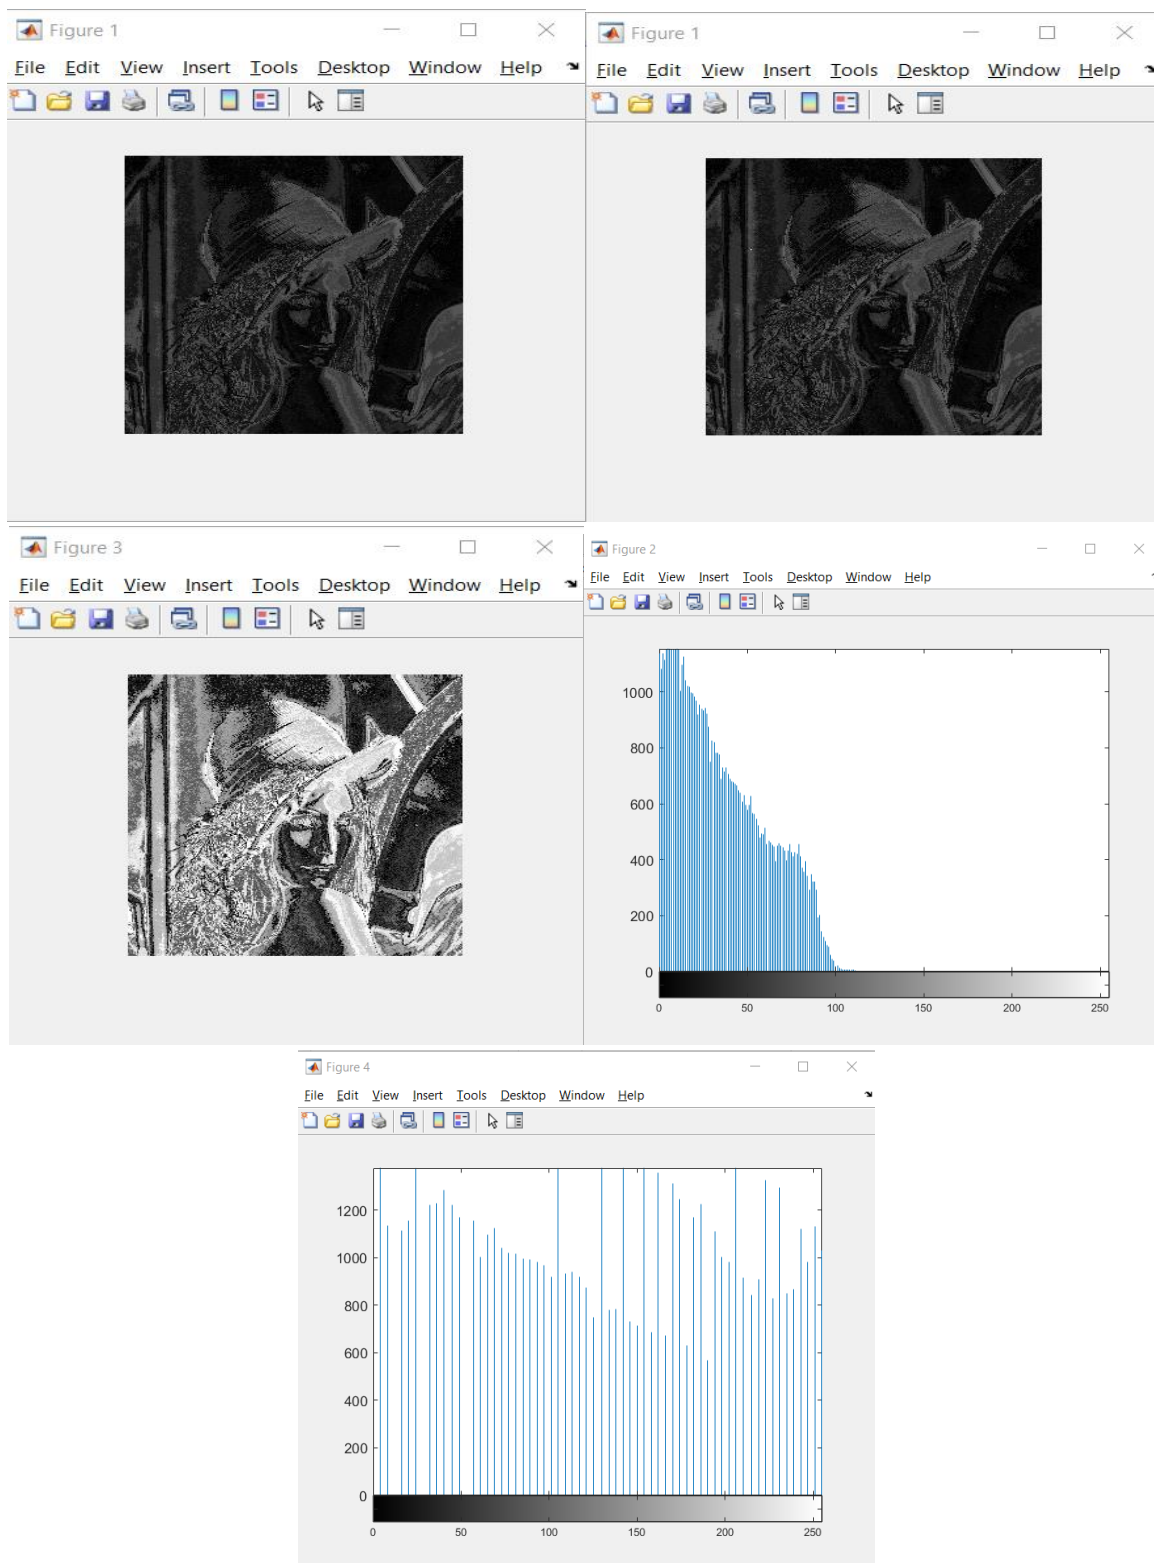 Figure 1
File Edit View Insert Tools Desktop Window Help
Figure 1
File Edit View Insert Tools Desktop Window Help
Figure 3
File Edit View Insert Tools Desktop Window Help
Figure 2
File Edit View Insert Tools Desktop Window Help
1000
800
600
400
200
0
0 50 100 150 200 250
Figure 4
File Edit View Insert Tools Desktop Window Help
1200
1000
800
600
400
200
0
0 50 100 150 200 250